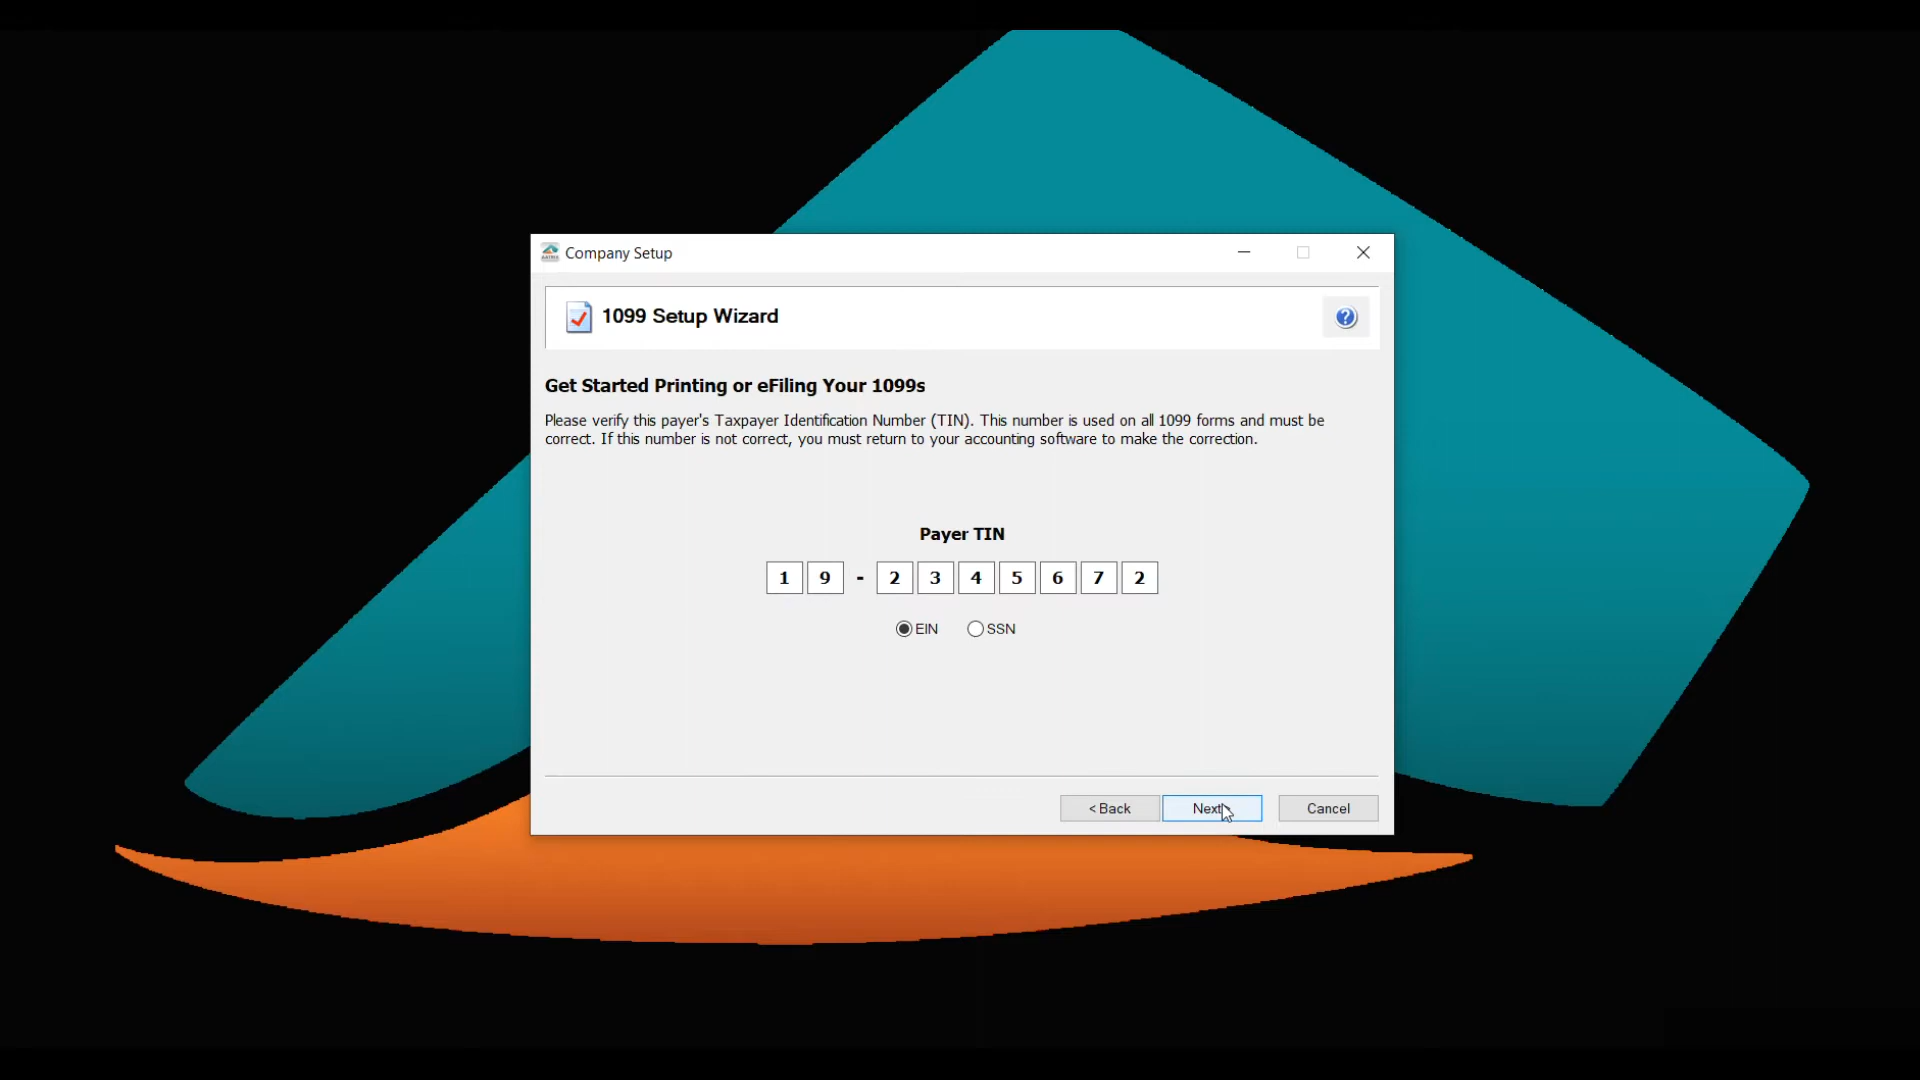 Company Setup
1099 Setup Wizard
Get Started Printing or eFiling Your 1099s
Please verify this payer's Taxpayer Identification Number (TIN). This number is used on all 1099 forms and must be
correct. If this number is not correct, you must return to your accounting software to make the correction.
Payer TIN
1 9 - 2 3 4 5 6 7 2
EIN SSN
< Back Next Cancel